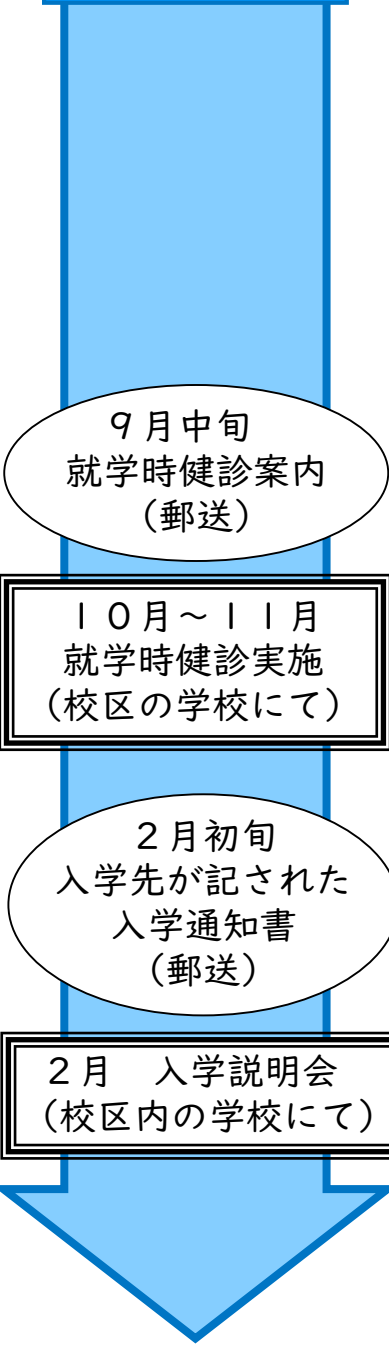 ９月中旬
就学時健診案内
（郵送）
１０月～１１月
就学時健診実施
（校区の学校にて）
２月初旬
入学先が記された
入学通知書
（郵送）
２月　入学説明会
（校区内の学校にて）